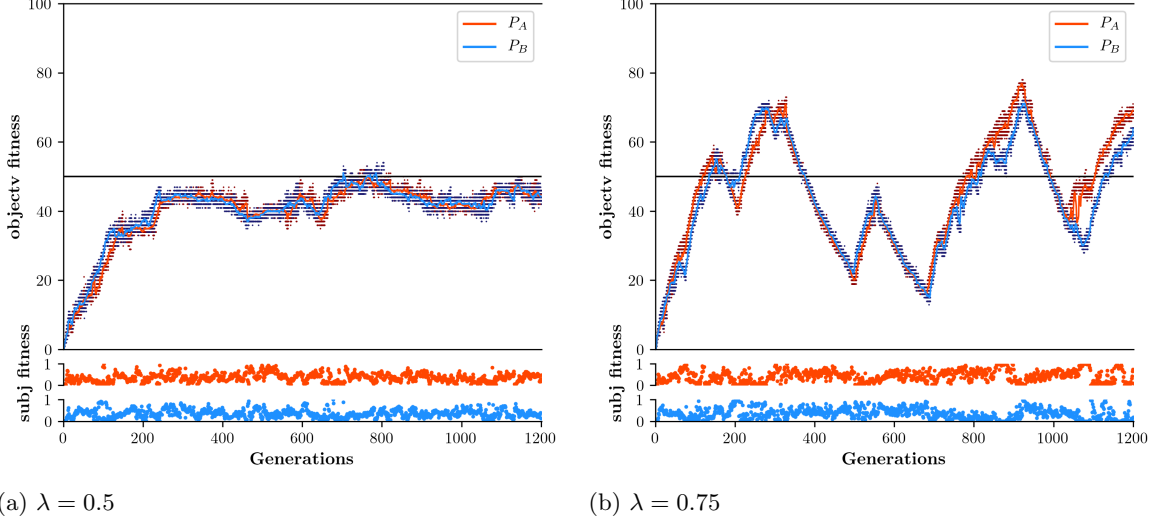 100
80
60
40
20
0
objectv fitness
P_A
P_B
1
0
1
0
subj fitness
0 200 400 600 800 1000 1200
Generations
(a) λ = 0.5
100
80
60
40
20
0
objectv fitness
P_A
P_B
1
0
1
0
subj fitness
0 200 400 600 800 1000 1200
Generations
(b) λ = 0.75